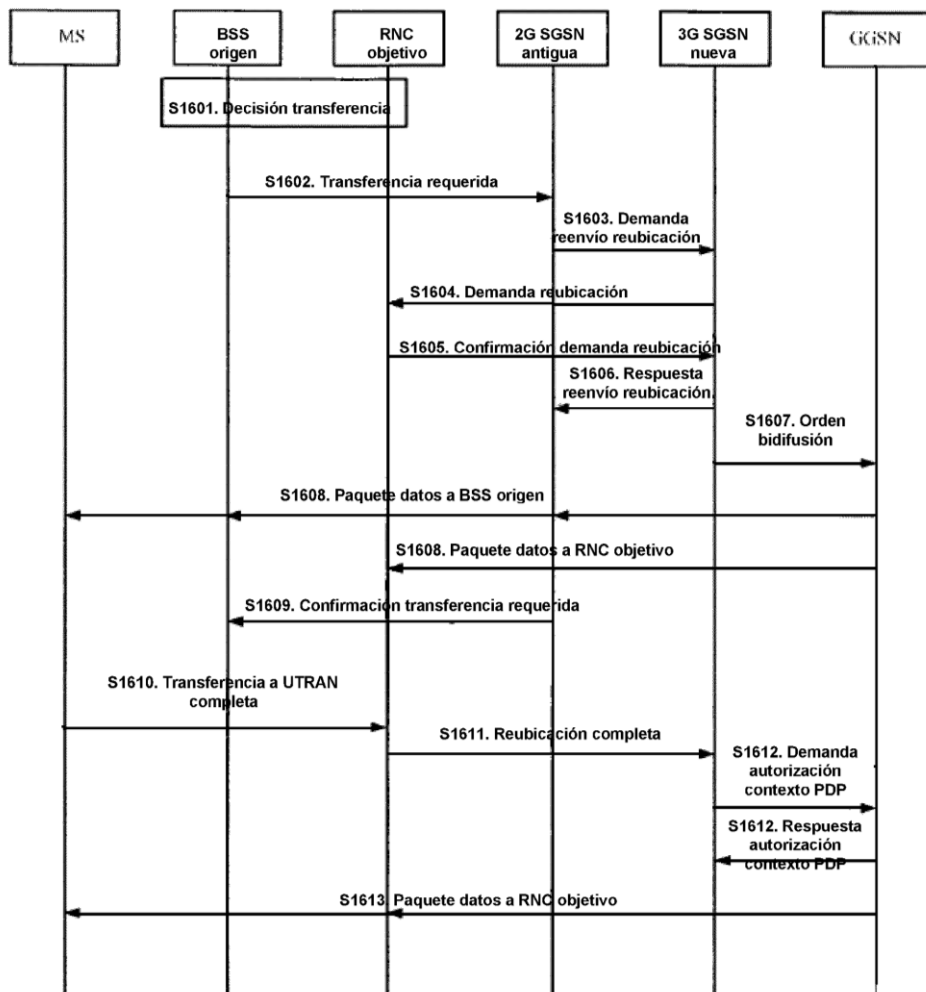 MS
BSS
origen
RNC
objetivo
2G SGSN
antigua
3G SGSN
nueva
GGSN
S1601. Decisión transferencia
S1602. Transferencia requerida
S1603. Demanda
reenvío reubicación
S1604. Demanda reubicación
S1605. Confirmación demanda reubicación
S1606. Respuesta
reenvío reubicación
S1607. Orden
bidifusión
S1608. Paquete datos a BSS origen
S1608. Paquete datos a RNC objetivo
S1609. Confirmación transferencia requerida
S1610. Transferencia a UTRAN
completa
S1611. Reubicación completa
S1612. Demanda
autorización
contexto PDP
S1612. Respuesta
autorización
contexto PDP
S1613. Paquete datos a RNC objetivo